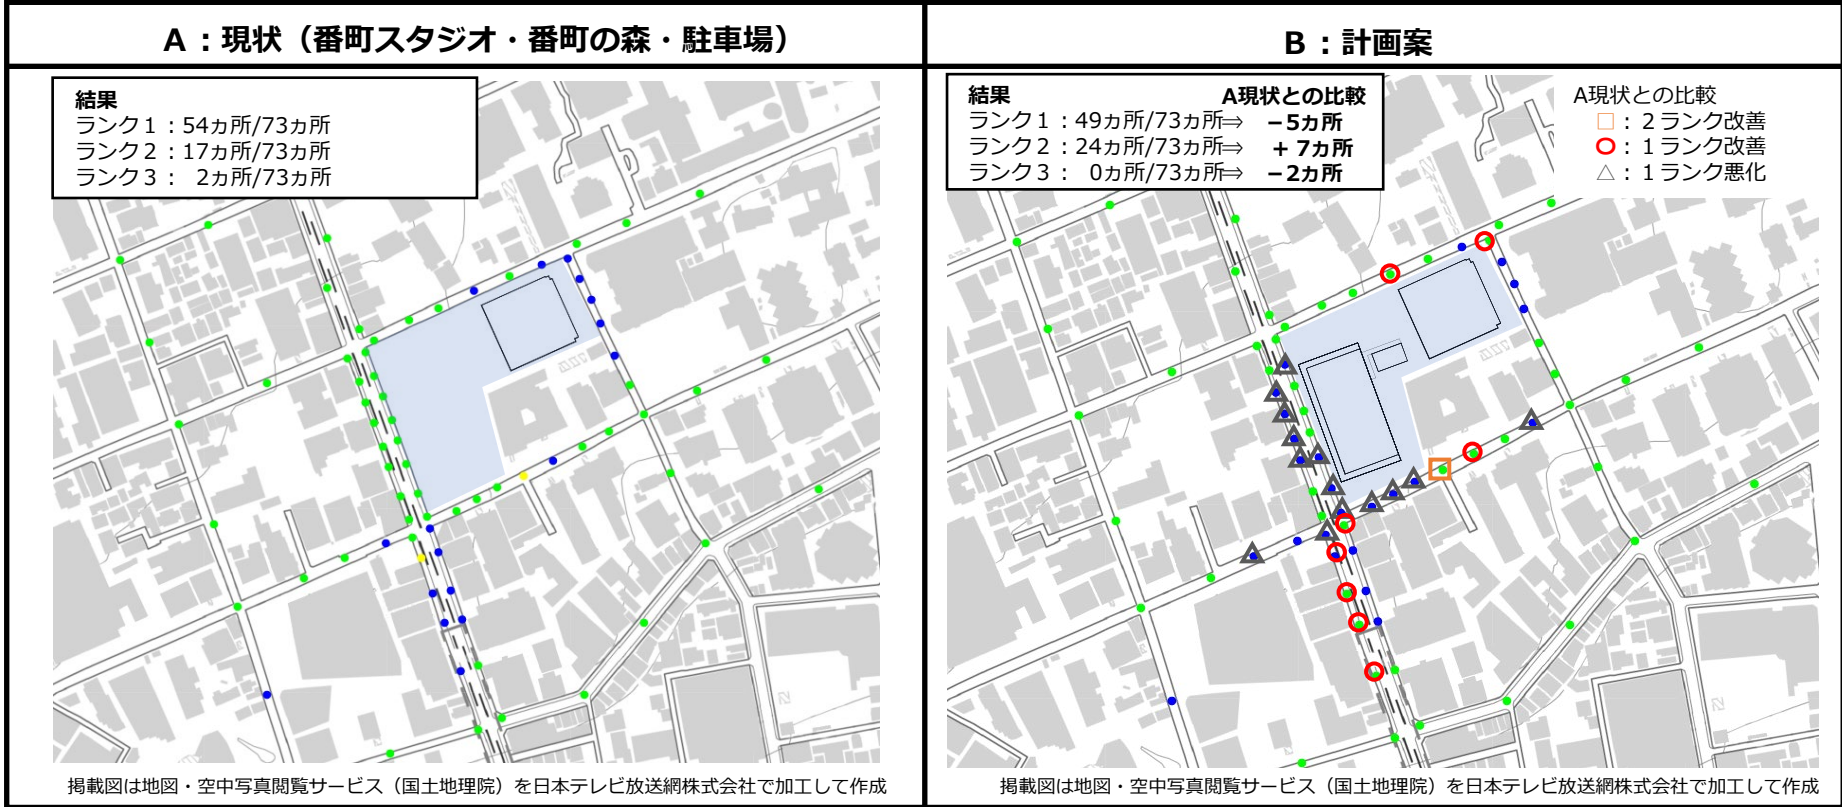 A：現状（番町スタジオ・番町の森・駐車場）
結果
ランク１：54ヵ所/73ヵ所
ランク２：17ヵ所/73ヵ所
ランク３： 2ヵ所/73ヵ所
掲載図は地図・空中写真閲覧サービス（国土地理院）を日本テレビ放送網株式会社で加工して作成
B：計画案
結果 A現状との比較
ランク１：49ヵ所/73ヵ所⇒ －5ヵ所
ランク２：24ヵ所/73ヵ所⇒ ＋7ヵ所
ランク３： 0ヵ所/73ヵ所⇒ －2ヵ所
A現状との比較
□：２ランク改善
○：１ランク改善
△：１ランク悪化
掲載図は地図・空中写真閲覧サービス（国土地理院）を日本テレビ放送網株式会社で加工して作成